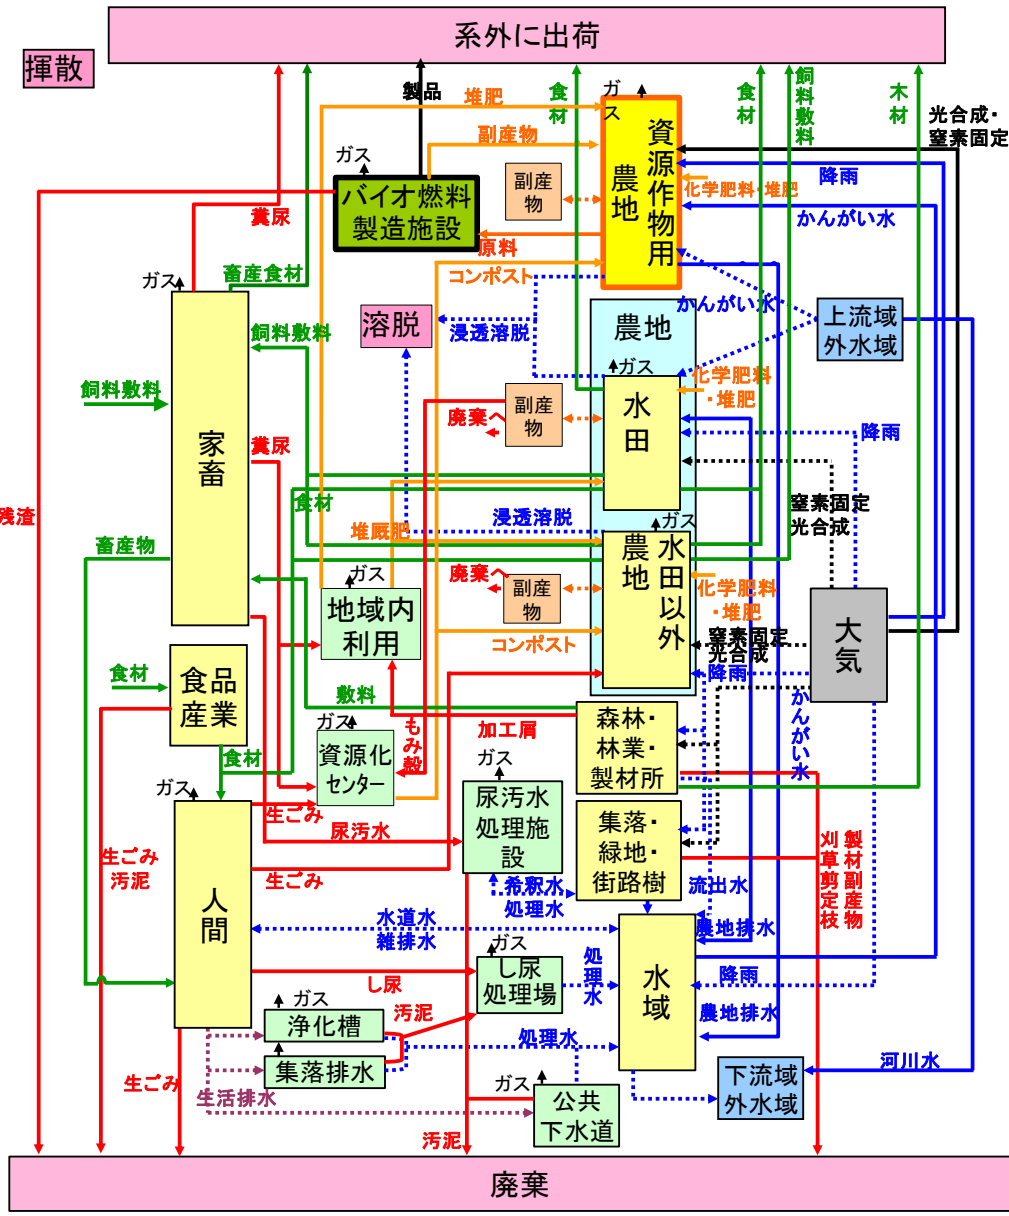 系外に出荷
揮散
製品
堆肥
食材
ガス
食材
飼料敷料
木材
光合成・
窒素固定
副産物
ガス
資源作物用
農地
副産
物
バイオ燃料
製造施設
降雨
化学肥料・堆肥
かんがい水
糞尿
原料
コンポスト
ガス
畜産食材
かんがい水
上流域
外水域
溶脱
浸透溶脱
農地
飼料敷料
ガス
化学肥料
・堆肥
飼料敷料
水田
副産
物
廃棄へ
降雨
家畜
糞尿
食材
窒素固定
光合成
残渣
浸透溶脱
ガス
堆厩肥
畜産物
水田以外
農地
廃棄へ
副産
物
化学肥料
・堆肥
ガス
地域内
利用
大気
窒素固定
光合成
コンポスト
降雨
食材
食品
産業
敷料
加工屑
森林・
林業・
製材所
かんがい水
もみ殻
ガス
資源化
センター
食材
ガス
ガス
生ごみ
尿汚水
尿汚水
処理施
設
集落・
緑地・
街路樹
製材副産物
刈草剪定枝
生ごみ
汚泥
生ごみ
希釈水
処理水
流出水
人間
水道水
雑排水
農地排水
ガス
し尿
処理場
処理水
水域
降雨
し尿
ガス
汚泥
農地排水
浄化槽
処理水
集落排水
河川水
生ごみ
生活排水
ガス
公共
下水道
下流域
外水域
汚泥
廃棄